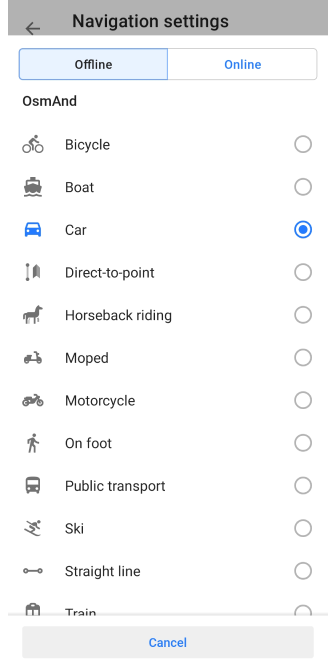 Navigation settings
Offline
Online
OsmAnd
Bicycle
Boat
Car
Direct-to-point
Horseback riding
Moped
Motorcycle
On foot
Public transport
Ski
Straight line
Train
Cancel